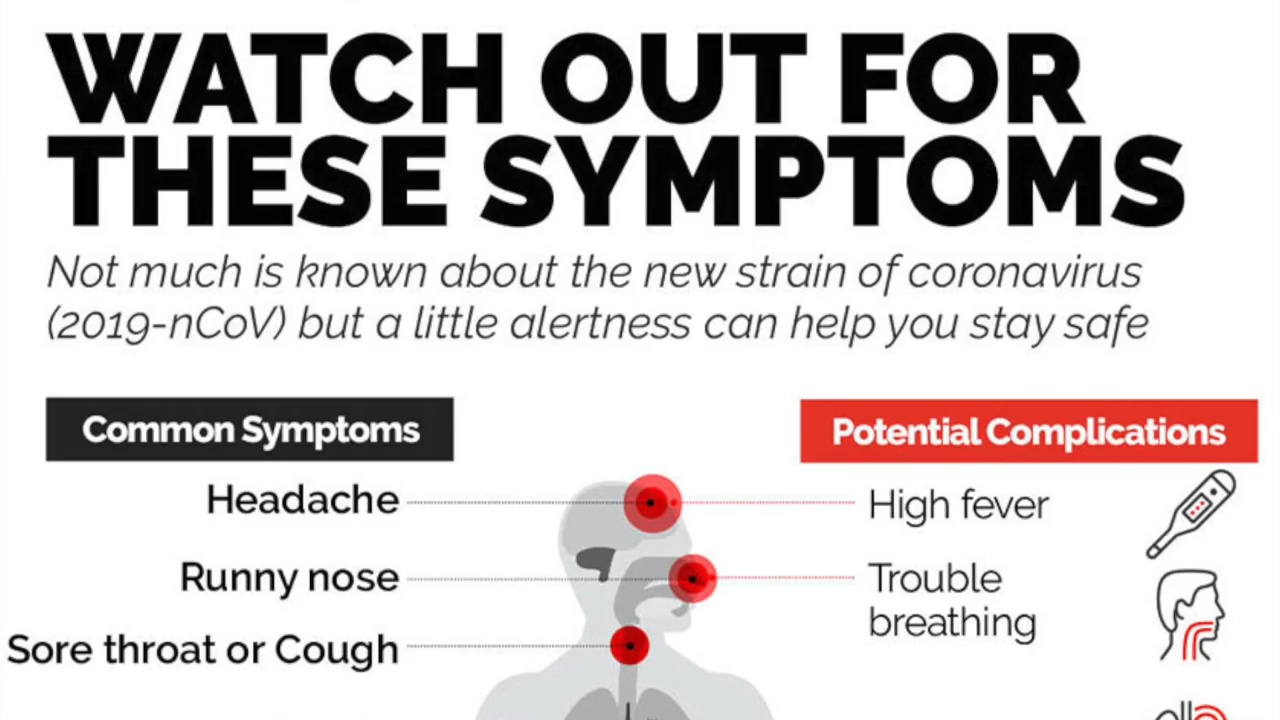 WATCH OUT FOR
THESE SYMPTOMS
Not much is known about the new strain of coronavirus
(2019-nCoV) but a little alertness can help you stay safe
Common Symptoms
Headache
Runny nose
Sore throat or Cough
Potential Complications
High fever
Trouble
breathing